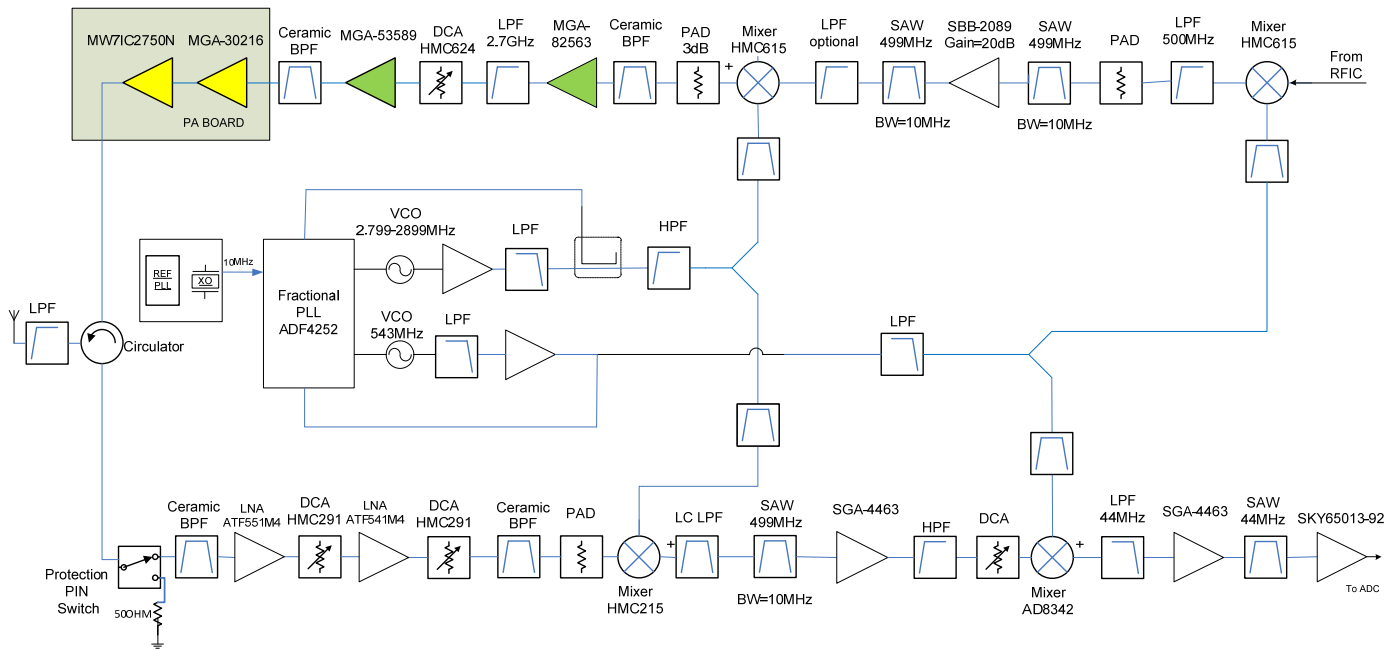 MW7IC2750N
MGA-30216
PA BOARD
Ceramic
BPF
MGA-53589
DCA
HMC624
LPF
2.7GHz
MGA-
82563
Ceramic
BPF
PAD
3dB
+
Mixer
HMC615
LPF
optional
SAW
499MHz
BW=10MHz
SBB-2089
Gain=20dB
SAW
499MHz
BW=10MHz
PAD
LPF
500MHz
Mixer
HMC615
From
RFIC
VCO
2.799-2899MHz
LPF
HPF
REF
PLL
XO
10MHz
Fractional
PLL
ADF4252
VCO
543MHz
LPF
LPF
LPF
Circulator
Protection
PIN
Switch
50OHM
Ceramic
BPF
LNA
ATF551M4
DCA
HMC291
LNA
ATF541M4
DCA
HMC291
Ceramic
BPF
PAD
Mixer
HMC215
+
LC LPF
SAW
499MHz
BW=10MHz
SGA-4463
HPF
DCA
Mixer
AD8342
+
LPF
44MHz
SGA-4463
SAW
44MHz
SKY65013-92
To ADC